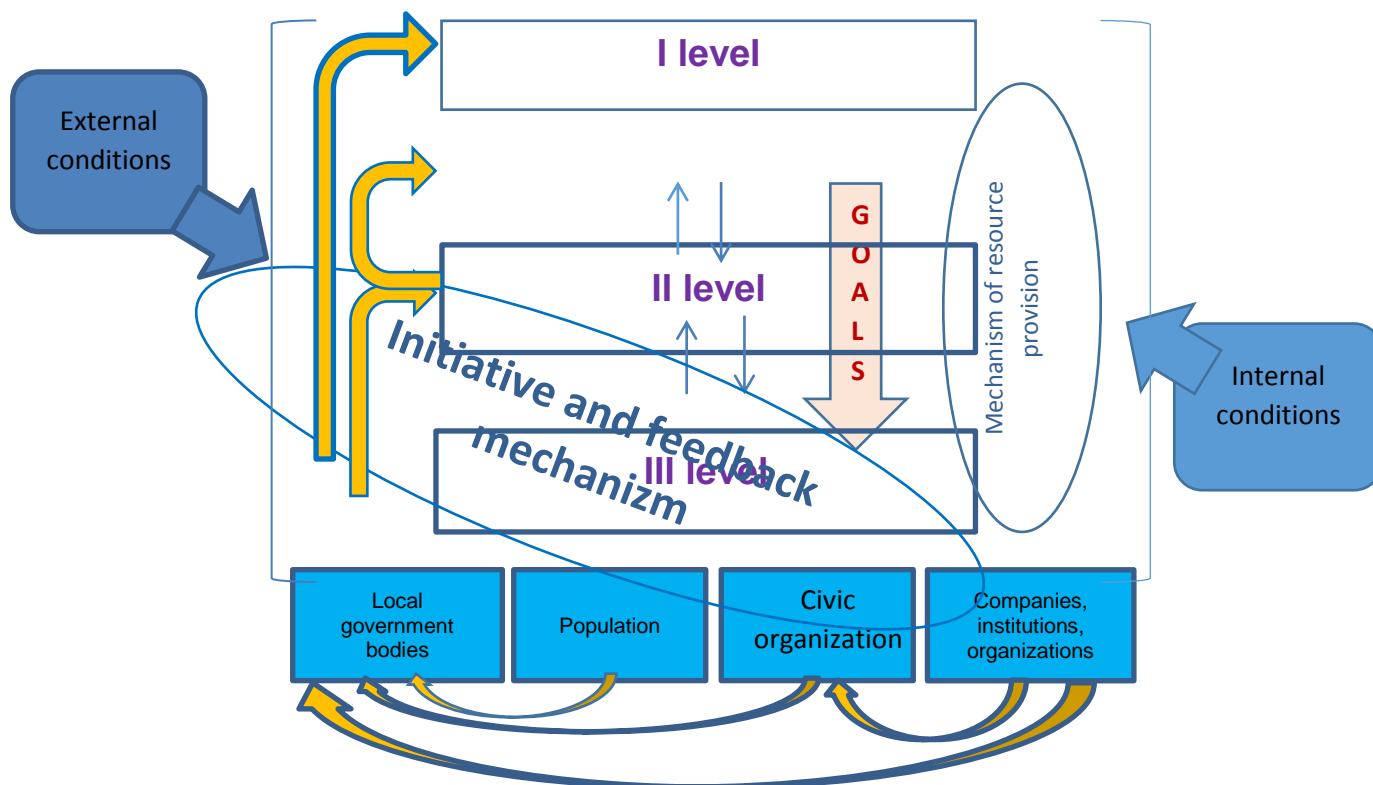 I level
External
conditions
G
O
A
L
S
Mechanism of resource
provision
II level
Initiative and feedback
mechanizm
Internal
conditions
III level
Local
government
bodies
Population
Civic
organization
Companies,
institutions,
organizations